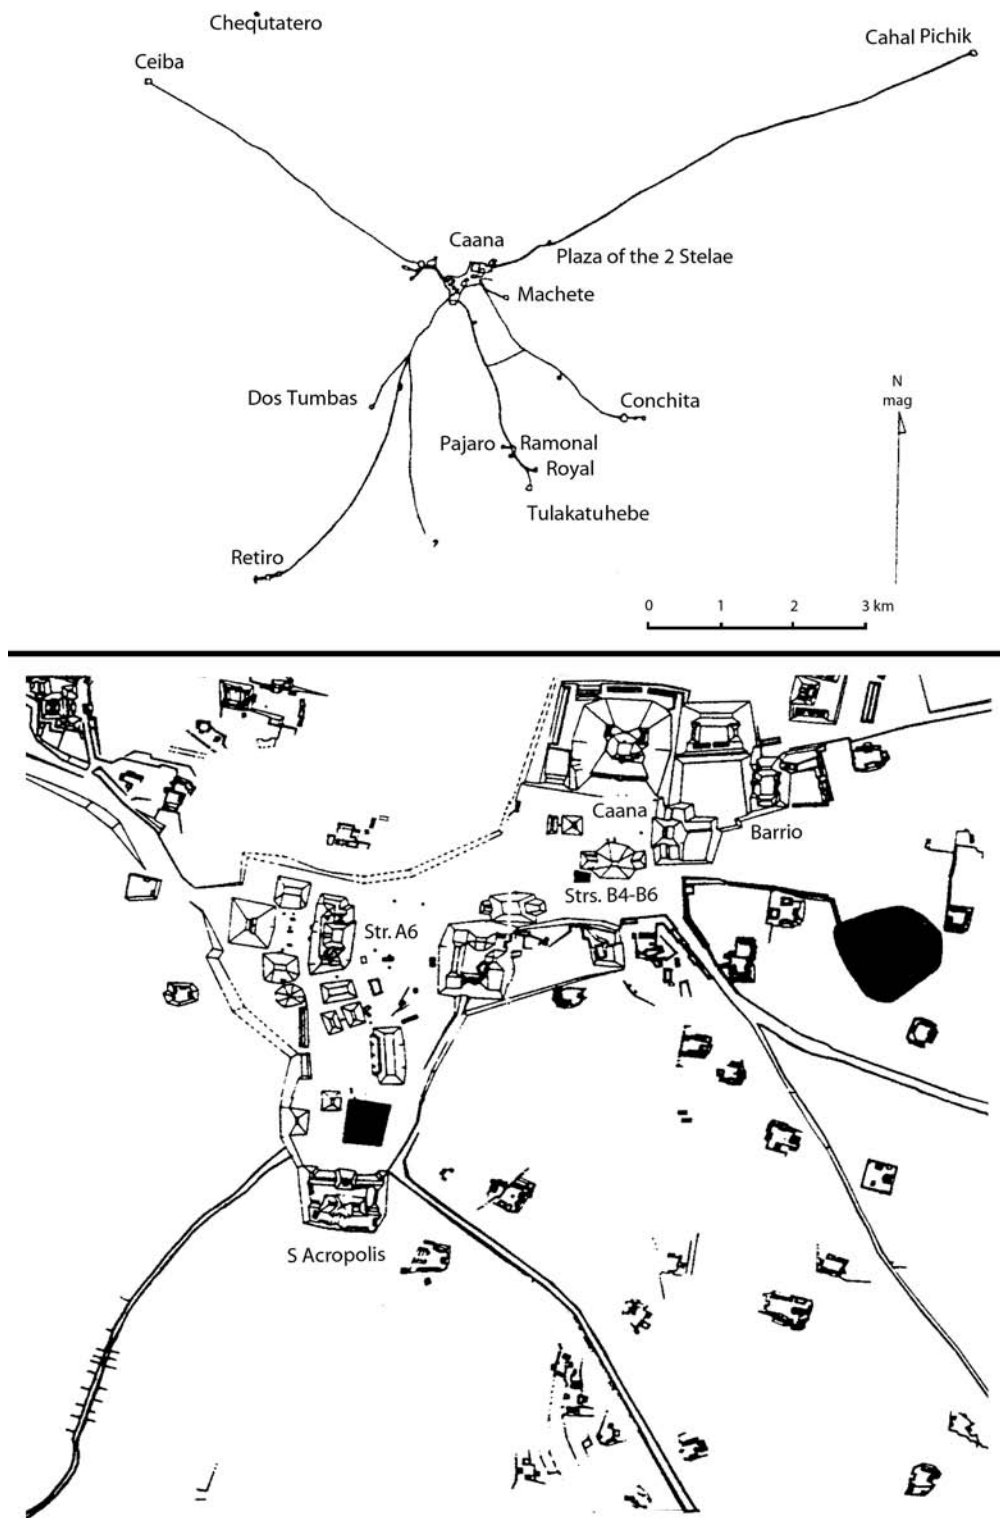 Chequtatero
Cahal Pichik
Ceiba
Caana
Plaza of the 2 Stelae
Machete
N
mag
Dos Tumbas
Conchita
Pajaro
Ramonal
Royal
Tulakatuhebe
?
Retiro
0 1 2 3 km
Caana
Barrio
Strs. B4-B6
Str. A6
S Acropolis